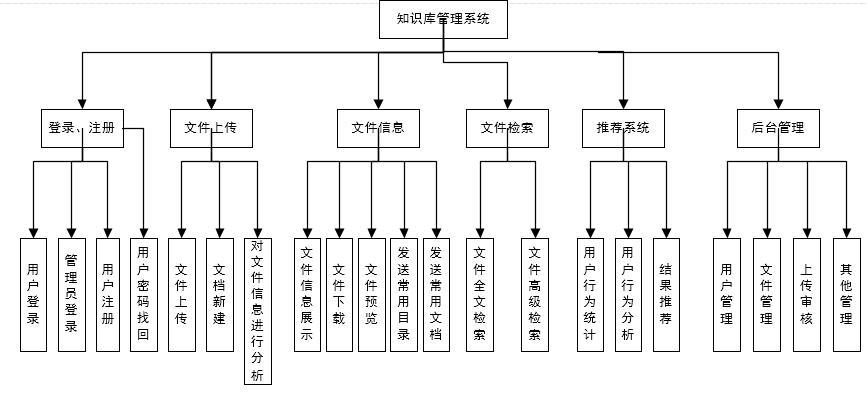 知识库管理系统
登录、注册
文件上传
文件信息
文件检索
推荐系统
后台管理
用户登录
管理员登录
用户注册
用户密码找回
文件上传
文档新建
对文件信息进行分析
文件信息展示
文件下载
文件预览
发送常用目录
发送常用文档
文件全文检索
文件高级检索
用户行为统计
用户行为分析
结果推荐
用户管理
文件管理
上传审核
其他管理